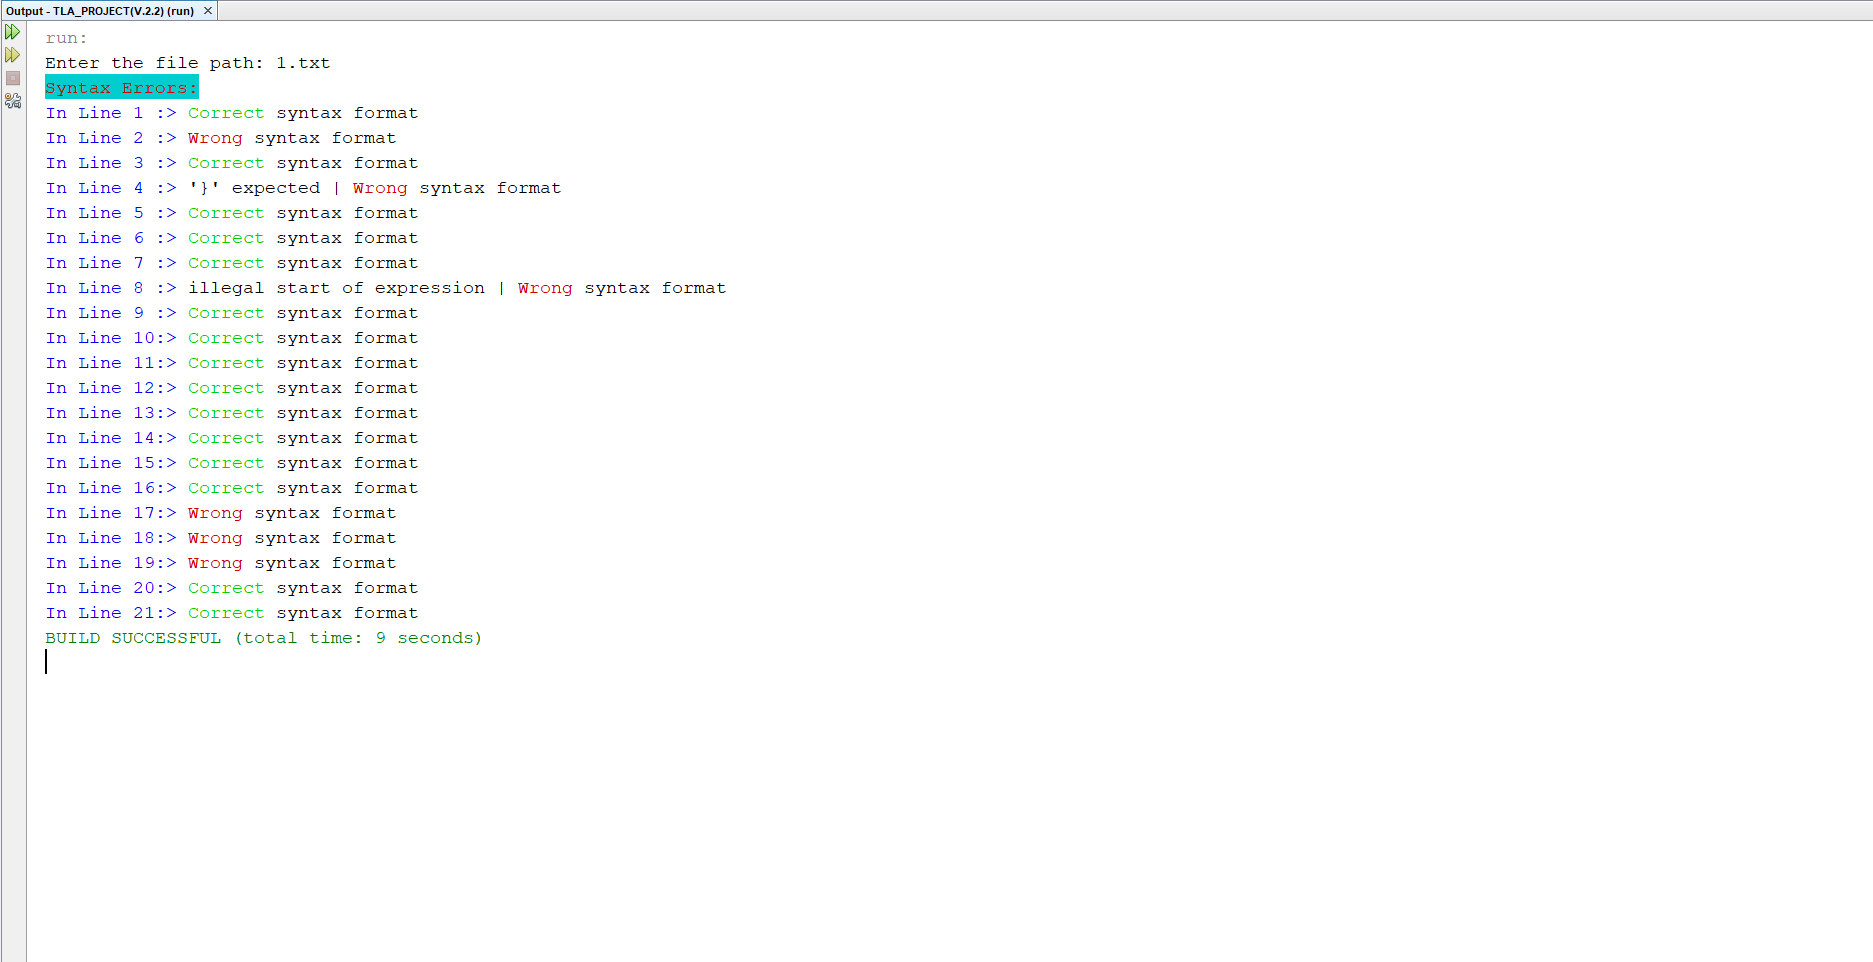 Output - TLA_PROJECT(V.2.2) (run) ×
run:
Enter the file path: 1.txt
Syntax Errors:
In Line 1 :> Correct syntax format
In Line 2 :> Wrong syntax format
In Line 3 :> Correct syntax format
In Line 4 :> '}' expected | Wrong syntax format
In Line 5 :> Correct syntax format
In Line 6 :> Correct syntax format
In Line 7 :> Correct syntax format
In Line 8 :> illegal start of expression | Wrong syntax format
In Line 9 :> Correct syntax format
In Line 10:> Correct syntax format
In Line 11:> Correct syntax format
In Line 12:> Correct syntax format
In Line 13:> Correct syntax format
In Line 14:> Correct syntax format
In Line 15:> Correct syntax format
In Line 16:> Correct syntax format
In Line 17:> Wrong syntax format
In Line 18:> Wrong syntax format
In Line 19:> Wrong syntax format
In Line 20:> Correct syntax format
In Line 21:> Correct syntax format
BUILD SUCCESSFUL (total time: 9 seconds)